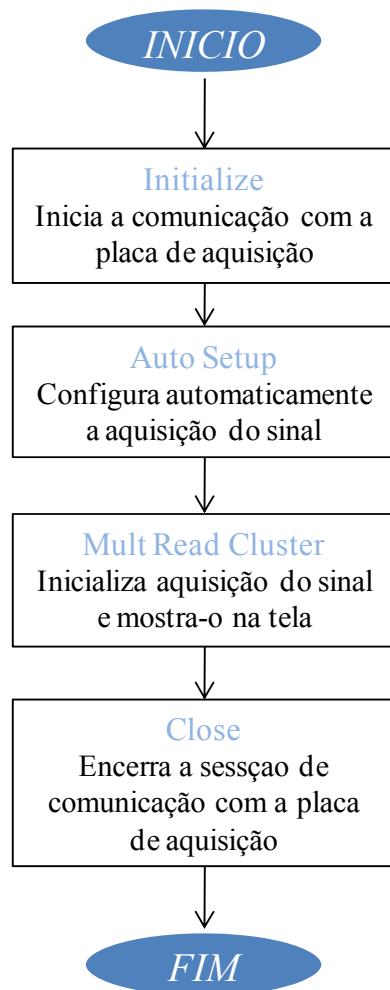 INICIO
Initialize
Inicia a comunicação com a
placa de aquisição
Auto Setup
Configura automaticamente
a aquisição do sinal
Mult Read Cluster
Inicializa aquisição do sinal
e mostra-o na tela
Close
Encerra a sessçao de
comunicação com a placa
de aquisição
FIM